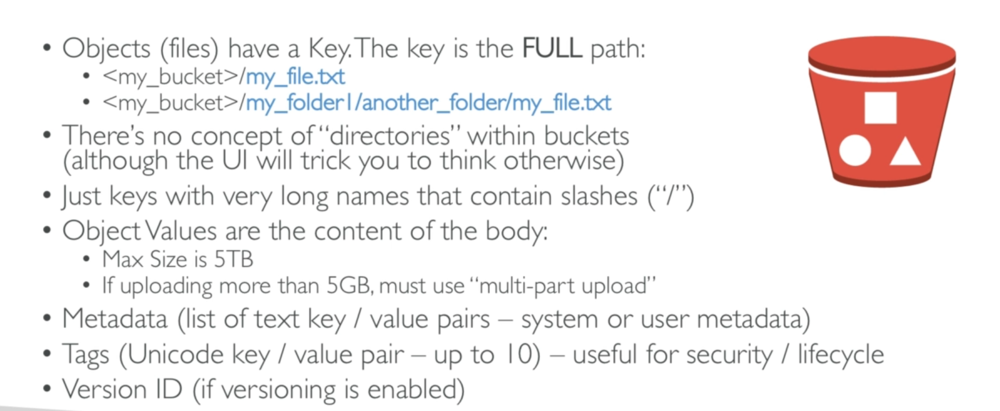 • Objects (files) have a Key. The key is the FULL path:
• <my_bucket>/my_file.txt
• <my_bucket>/my_folder1/another_folder/my_file.txt
• There’s no concept of “directories” within buckets
(although the UI will trick you to think otherwise)
• Just keys with very long names that contain slashes (“/”)
• Object Values are the content of the body:
• Max Size is 5TB
• If uploading more than 5GB, must use “multi-part upload”
• Metadata (list of text key / value pairs – system or user metadata)
• Tags (Unicode key / value pair – up to 10) – useful for security / lifecycle
• Version ID (if versioning is enabled)